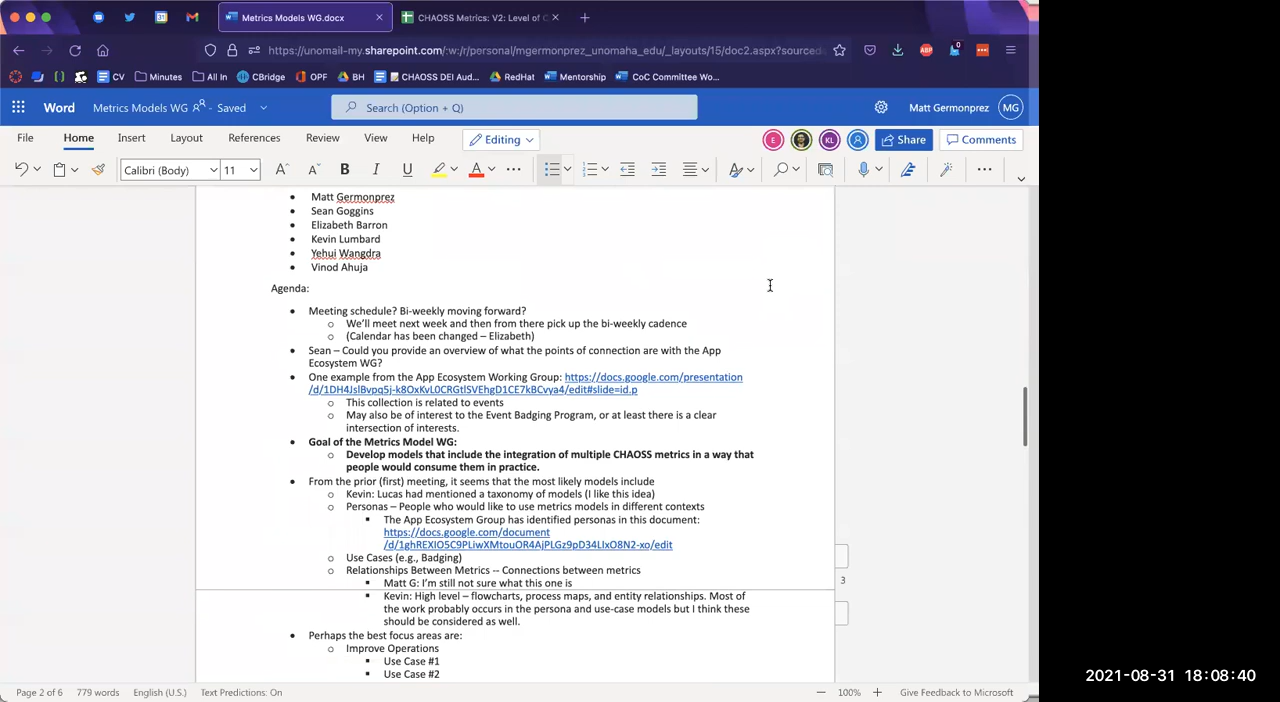 Metrics Models WG.docx
CHAOSS Metrics: V2: Level of C
https://unomail-my.sharepoint.com/:w:/r/personal/mgermonprez_unomaha_edu/_layouts/15/doc2.aspx?sourced
CV Minutes All In CBridge OPF BH CHAOSS DEI Aud... RedHat Mentorship CoC Committee Wo...
Word Metrics Models WG - Saved Search (Option + Q) Matt Germonprez MG
File Home Insert Layout References Review View Help Editing E KL Share Comments
Calibri (Body) 11 B I U A
• Matt Germonprez
• Sean Goggins
• Elizabeth Barron
• Kevin Lumbard
• Yehui Wangdra
• Vinod Ahuja
Agenda:
• Meeting schedule? Bi-weekly moving forward?
o We'll meet next week and then from there pick up the bi-weekly cadence
o (Calendar has been changed – Elizabeth)
• Sean – Could you provide an overview of what the points of connection are with the App
Ecosystem WG?
• One example from the App Ecosystem Working Group: https://docs.google.com/presentation
o This collection is related to events
o May also be of interest to the Event Badging Program, or at least there is a clear
intersection of interests.
• Goal of the Metrics Model WG:
o Develop models that include the integration of multiple CHAOSS metrics in a way that
people would consume them in practice.
• From the prior (first) meeting, it seems that the most likely models include
o Kevin: Lucas had mentioned a taxonomy of models (I like this idea)
o Personas – People who would like to use metrics models in different contexts
▪ The App Ecosystem Group has identified personas in this document:
https://docs.google.com/document
o Use Cases (e.g., Badging)
o Relationships Between Metrics -- Connections between metrics
▪ Matt G: I'm still not sure what this one is
▪ Kevin: High level – flowcharts, process maps, and entity relationships. Most of
the work probably occurs in the persona and use-case models but I think these
should be considered as well.
3
• Perhaps the best focus areas are:
o Improve Operations
▪ Use Case #1
▪ Use Case #2
Page 2 of 6 779 words English (U.S.) Text Predictions: On 100% Give Feedback to Microsoft
2021-08-31 18:08:40